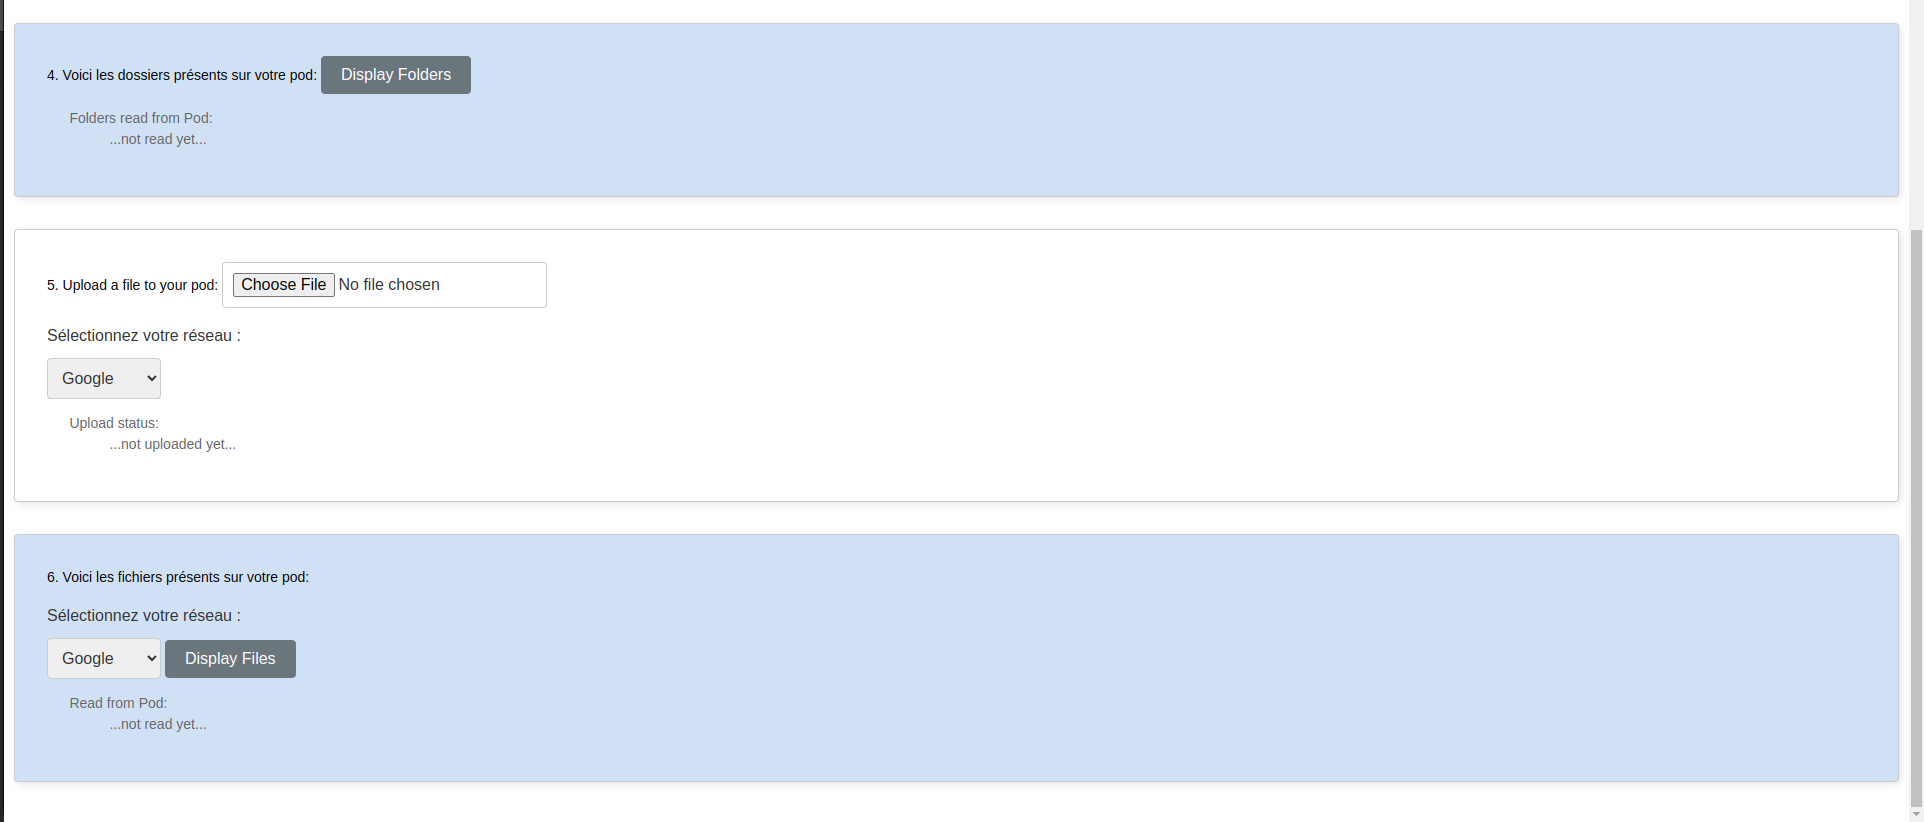 4. Voici les dossiers présents sur votre pod: Display Folders
Folders read from Pod:
...not read yet...
5. Upload a file to your pod: Choose File No file chosen
Sélectionnez votre réseau :
Google
Upload status:
...not uploaded yet...
6. Voici les fichiers présents sur votre pod:
Sélectionnez votre réseau :
Google Display Files
Read from Pod:
...not read yet...